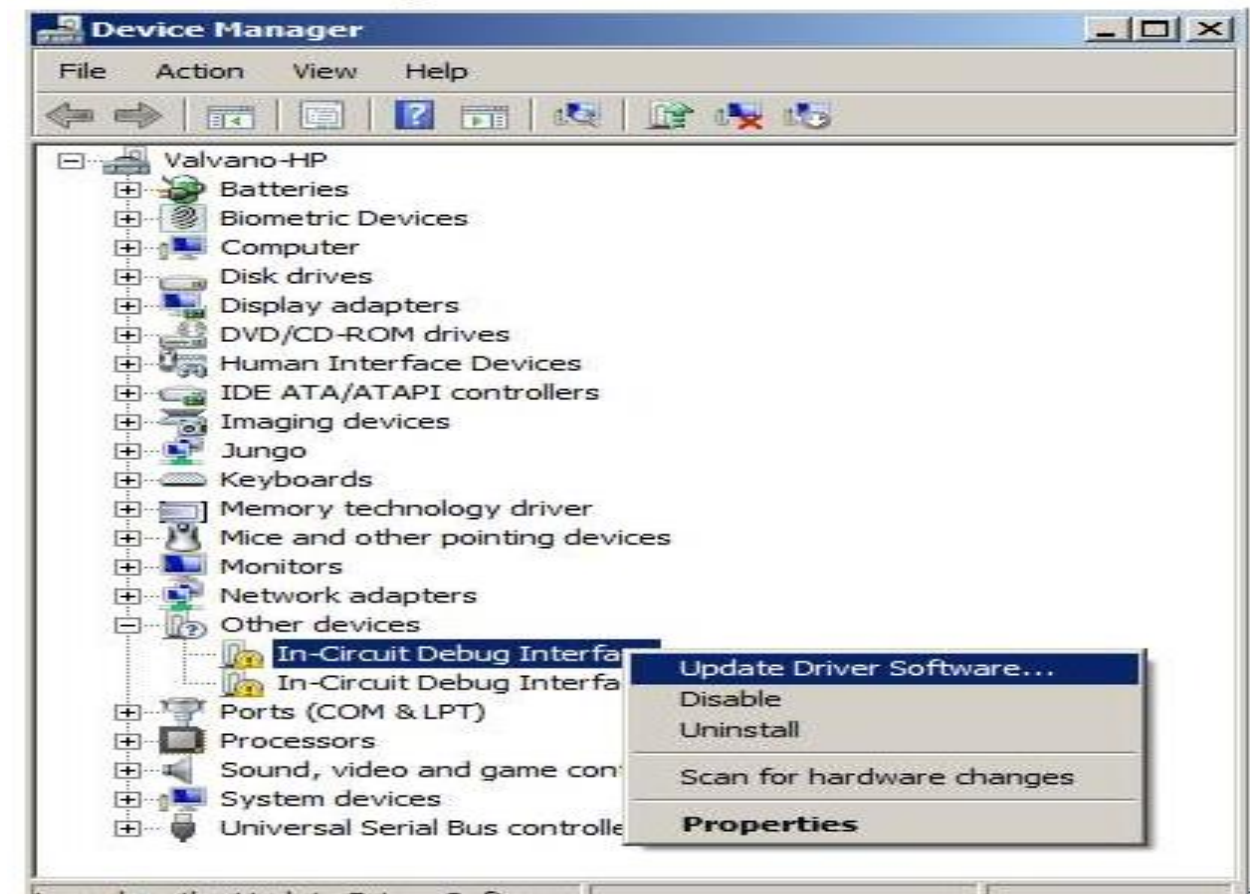 Device Manager
File Action View Help
Valvano-HP
Batteries
Biometric Devices
Computer
Disk drives
Display adapters
DVD/CD-ROM drives
Human Interface Devices
IDE ATA/ATAPI controllers
Imaging devices
Jungo
Keyboards
Memory technology driver
Mice and other pointing devices
Monitors
Network adapters
Other devices
In-Circuit Debug Interfa
In-Circuit Debug Interfa
Ports (COM & LPT)
Processors
Sound, video and game con
System devices
Universal Serial Bus controlle
Update Driver Software...
Disable
Uninstall
Scan for hardware changes
Properties